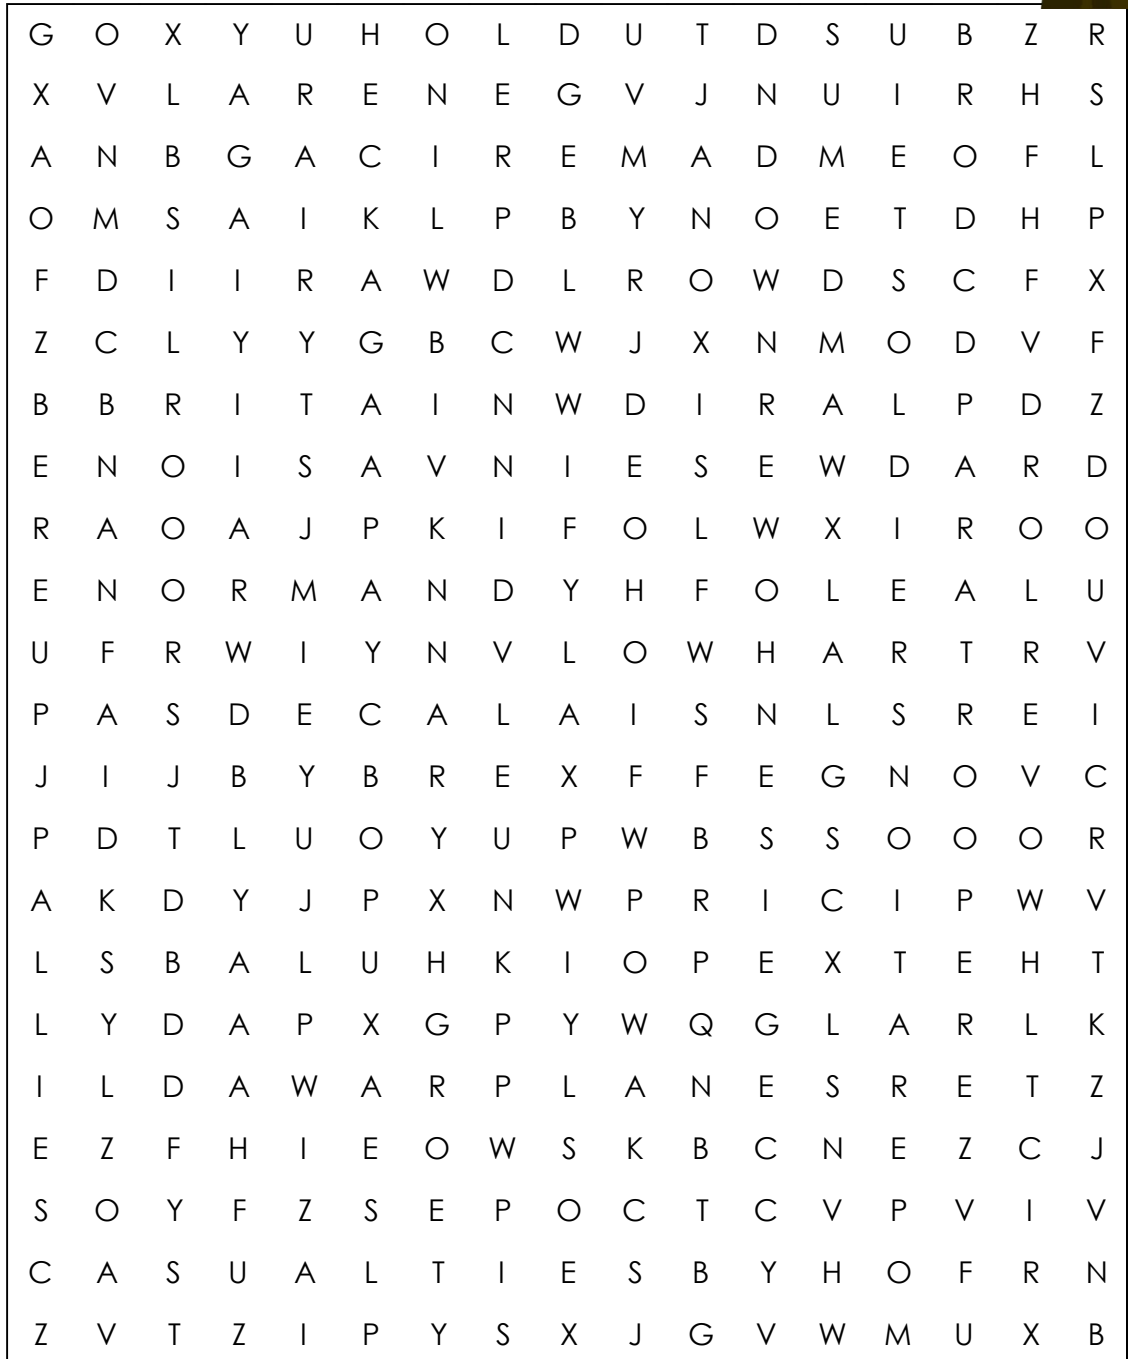 G O X Y U H O L D U T D S U B Z R
X V L A R E N E G V J N U I R H S
A N B G A C I R E M A D M E O F L
O M S A I K L P B Y N O E T D H P
F D I I R A W D L R O W D S C F X
Z C L Y Y G B C W J X N M O D V F
B B R I T A I N W D I R A L P D Z
E N O I S A V N I E S E W D A R D
R A O A J P K I F O L W X I R O O
E N O R M A N D Y H F O L E A L U
U F R W I Y N V L O W H A R T R V
P A S D E C A L A I S N L S R E I
J I J B Y B R E X F F E G N O V C
P D T L U O Y U P W B S S O O O R
A K D Y J P X N W P R I C I P W V
L S B A L U H K I O P E X T E H T
L Y D A P X G P Y W Q G L A R L K
I L D A W A R P L A N E S R E T Z
E Z F H I E O W S K B C N E Z C J
S O Y F Z S E P O C T C V P V I V
C A S U A L T I E S B Y H O F R N
Z V T Z I P Y S X J G V W M U X B